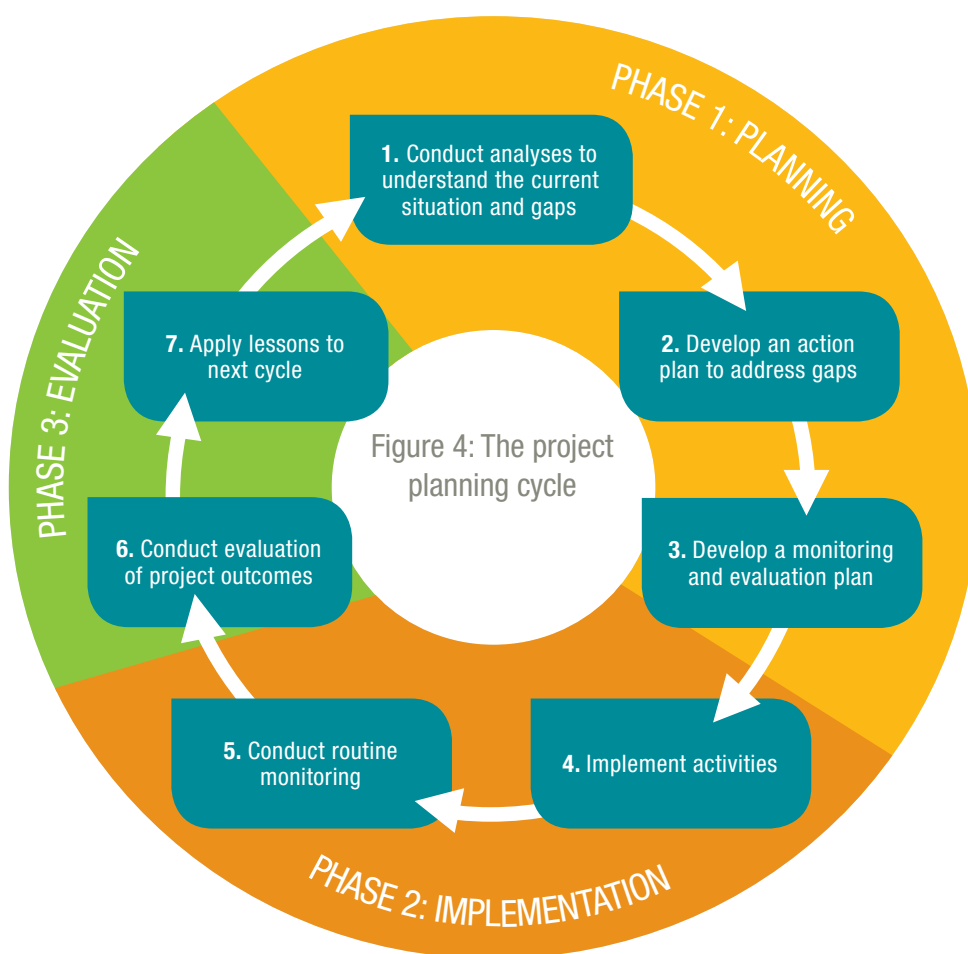 PHASE 1: PLANNING
1. Conduct analyses to
understand the current
situation and gaps
2. Develop an action
plan to address gaps
3. Develop a monitoring
and evaluation plan
PHASE 2: IMPLEMENTATION
4. Implement activities
5. Conduct routine
monitoring
PHASE 3: EVALUATION
6. Conduct evaluation
of project outcomes
7. Apply lessons to
next cycle
Figure 4: The project
planning cycle